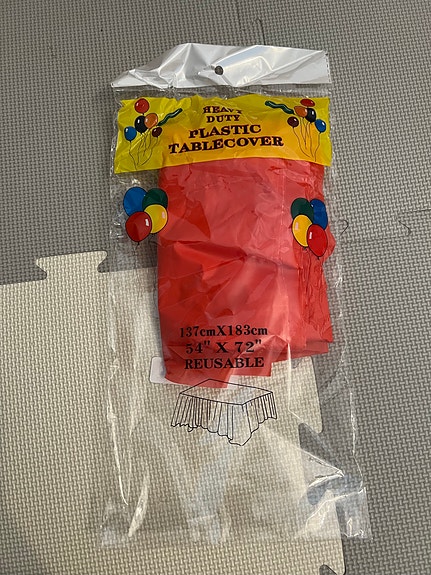 HEAVY
DUTY
PLASTIC
TABLECOVER
137cmX183cm
54" X 72"
REUSABLE